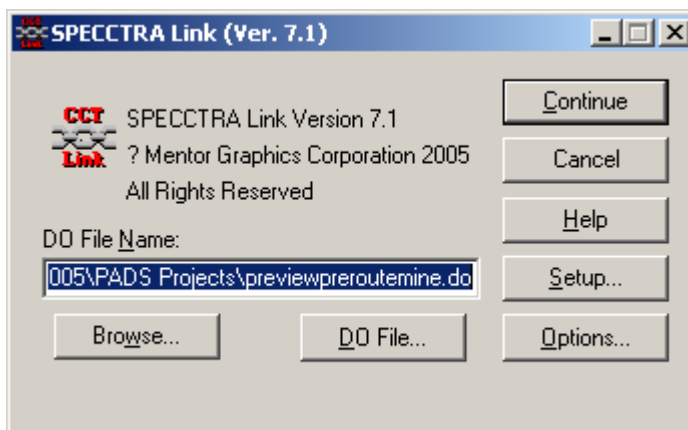 SPECCTRA Link (Ver. 7.1)
CCT
Link
SPECCTRA Link Version 7.1
? Mentor Graphics Corporation 2005
All Rights Reserved
DO File Name:
005\PADS Projects\previewpreroutemine.do
Browse...
DO File...
Continue
Cancel
Help
Setup...
Options...